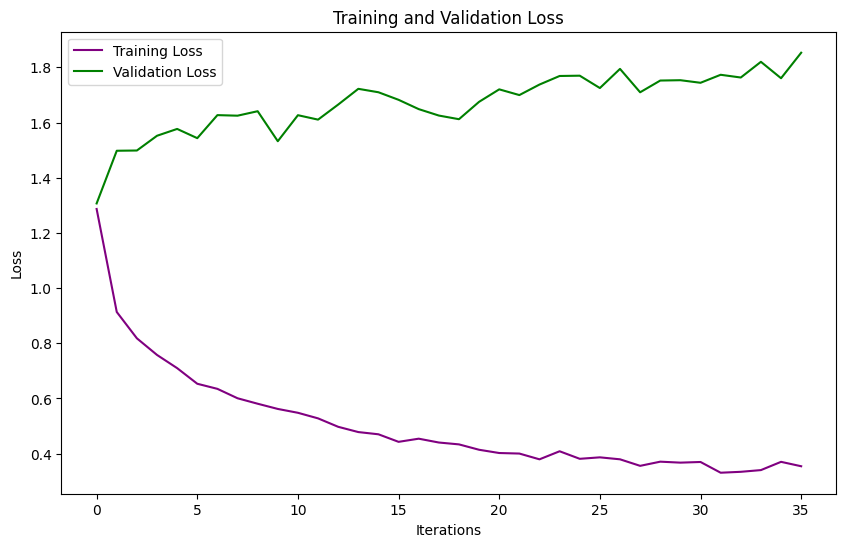 Training and Validation Loss
Training Loss
Validation Loss
1.8
1.6
1.4
1.2
1.0
0.8
0.6
0.4
Loss
0 5 10 15 20 25 30 35
Iterations